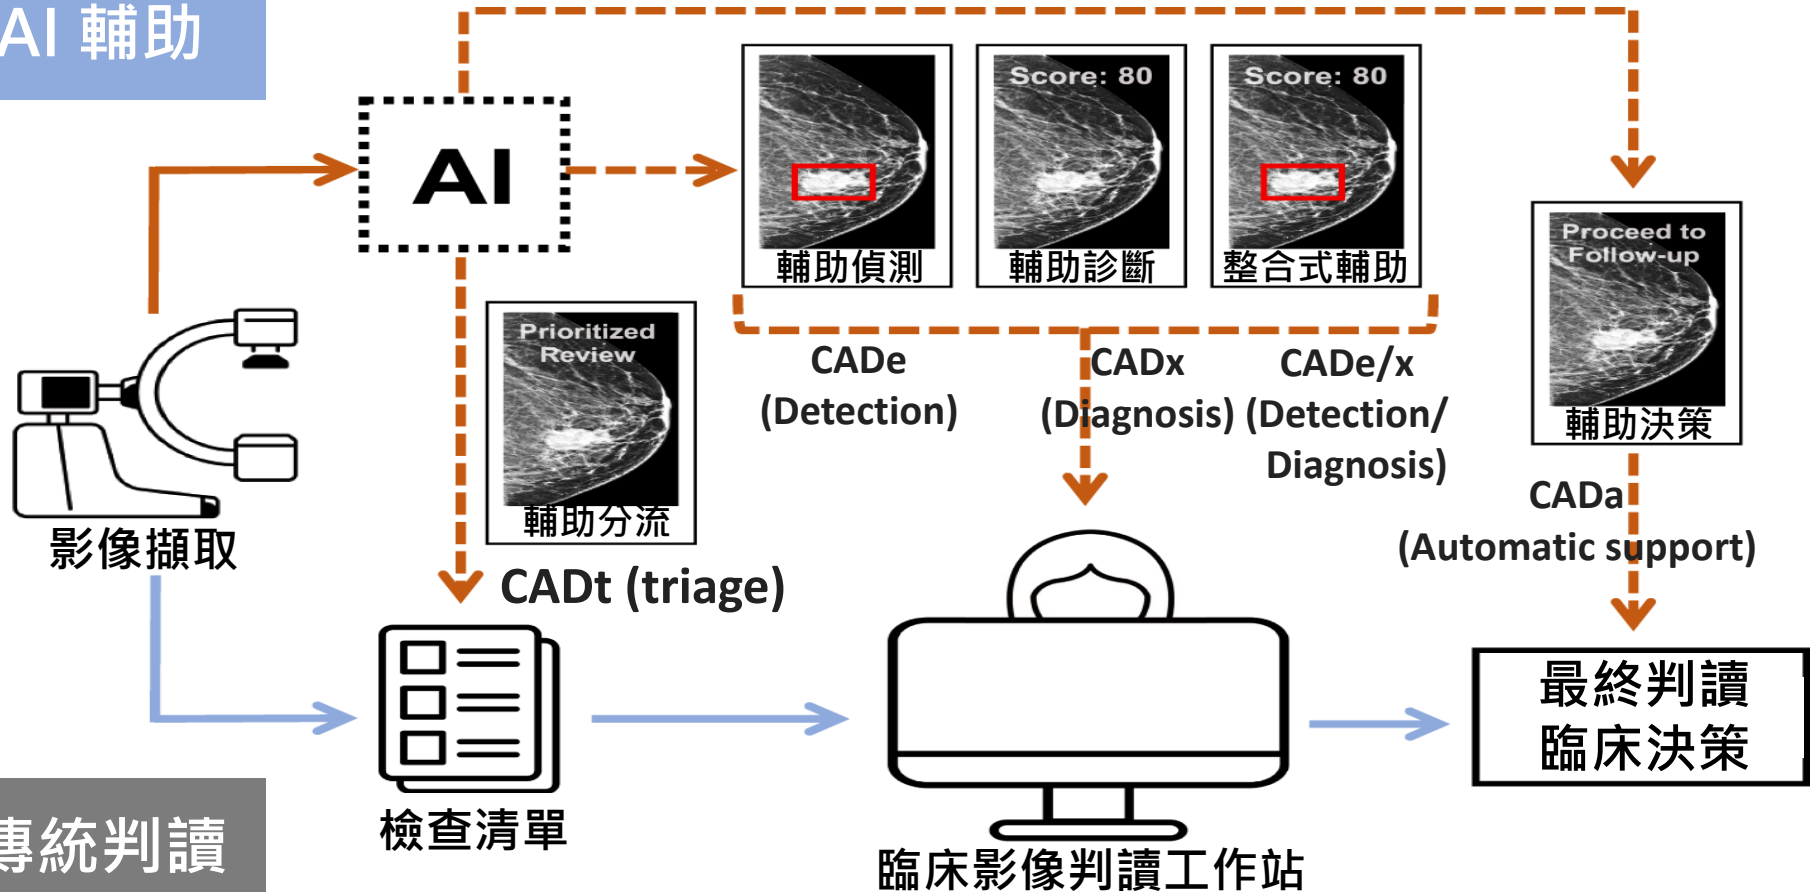 AI 輔助
AI
Score: 80
Score: 80
輔助偵測
輔助診斷
整合式輔助
Proceed to
Follow-up
輔助決策
Prioritized
Review
輔助分流
CADe
(Detection)
CADx
(Diagnosis)
CADe/x
(Detection/
Diagnosis)
CADa
(Automatic support)
CADt (triage)
影像擷取
檢查清單
臨床影像判讀工作站
最終判讀
臨床決策
傳統判讀